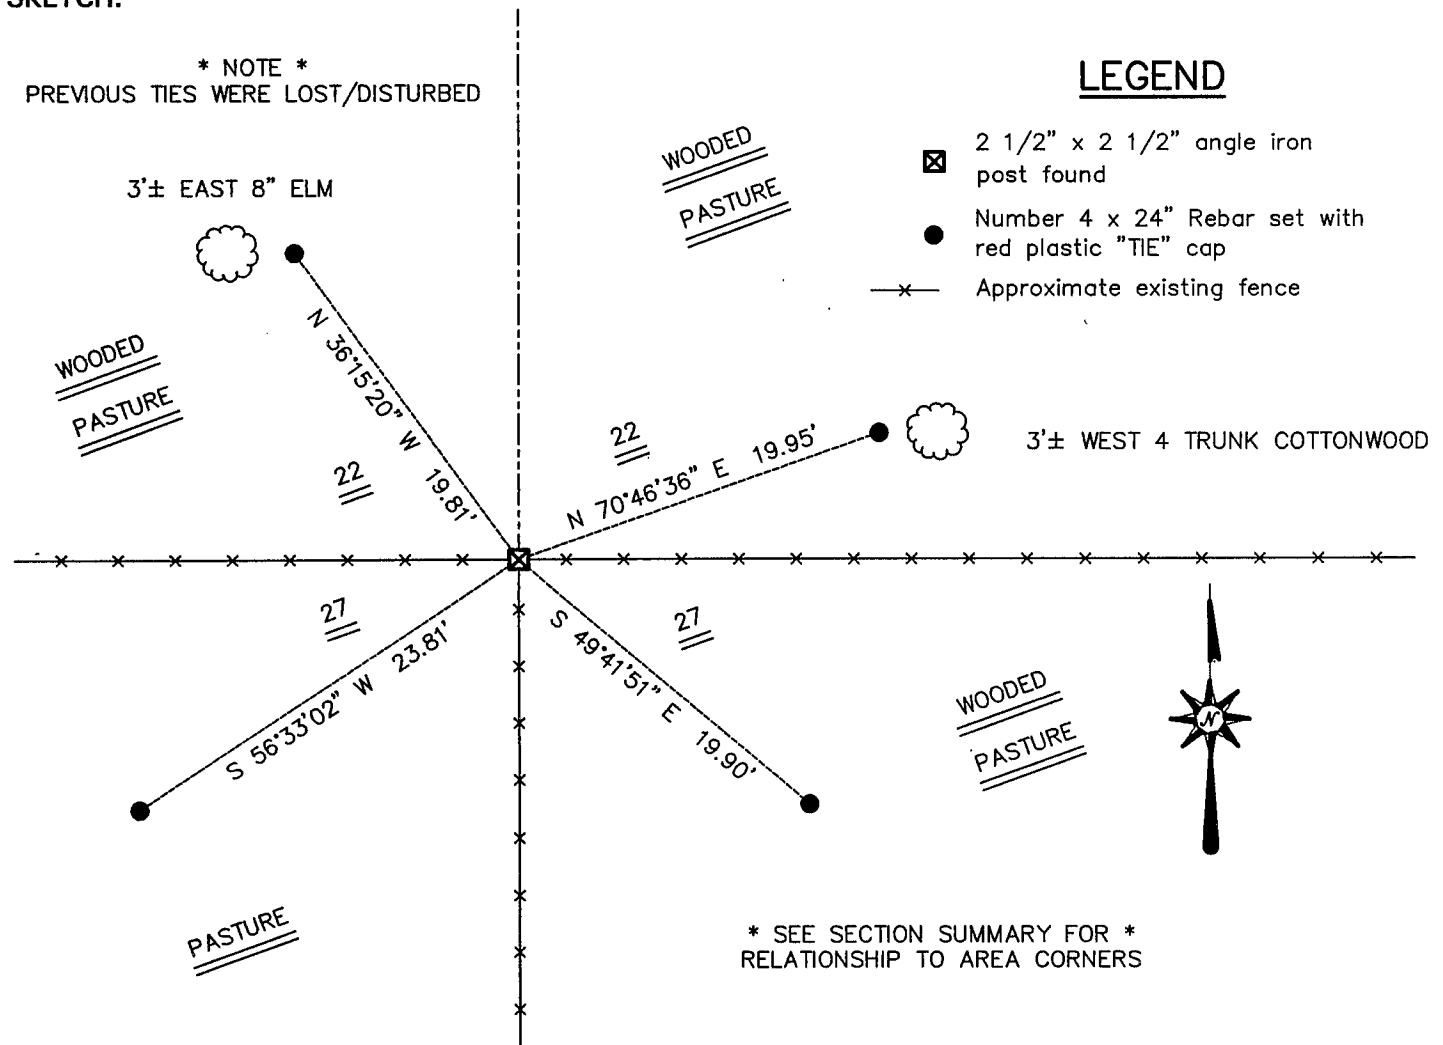 SKETCH:
* NOTE *
PREVIOUS TIES WERE LOST/DISTURBED
LEGEND
2 1/2" x 2 1/2" angle iron
post found
Number 4 x 24" Rebar set with
red plastic "TIE" cap
Approximate existing fence
3'± EAST 8" ELM
WOODED
PASTURE
WOODED
PASTURE
N 36°15'20" W 19.81'
22
22
N 70°46'36" E 19.95'
3'± WEST 4 TRUNK COTTONWOOD
27
27
S 56°33'02" W 23.81'
S 49°41'51" E 19.90'
WOODED
PASTURE
N
PASTURE
* SEE SECTION SUMMARY FOR *
RELATIONSHIP TO AREA CORNERS